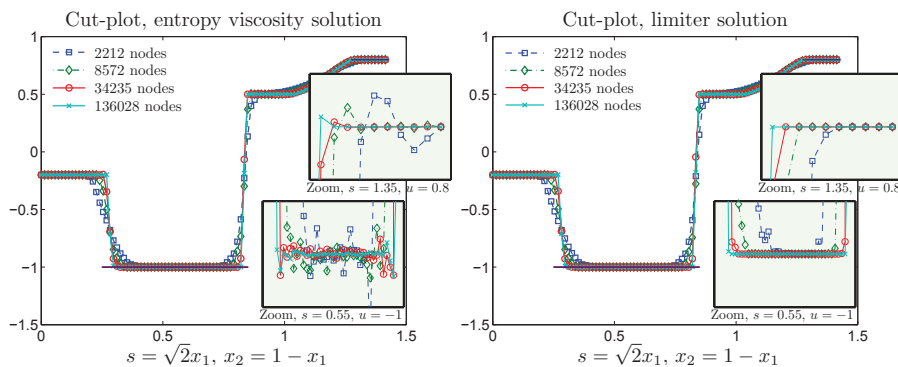 Cut-plot, entropy viscosity solution
1
0.5
0
−0.5
−1
−1.5
0
0.5
1
1.5
2212 nodes
8572 nodes
34235 nodes
136028 nodes
Zoom, s = 1.35, u = 0.8
Zoom, s = 0.55, u = −1
s = √2x₁, x₂ = 1 − x₁
Cut-plot, limiter solution
1
0.5
0
−0.5
−1
−1.5
0
0.5
1
1.5
2212 nodes
8572 nodes
34235 nodes
136028 nodes
Zoom, s = 1.35, u = 0.8
Zoom, s = 0.55, u = −1
s = √2x₁, x₂ = 1 − x₁